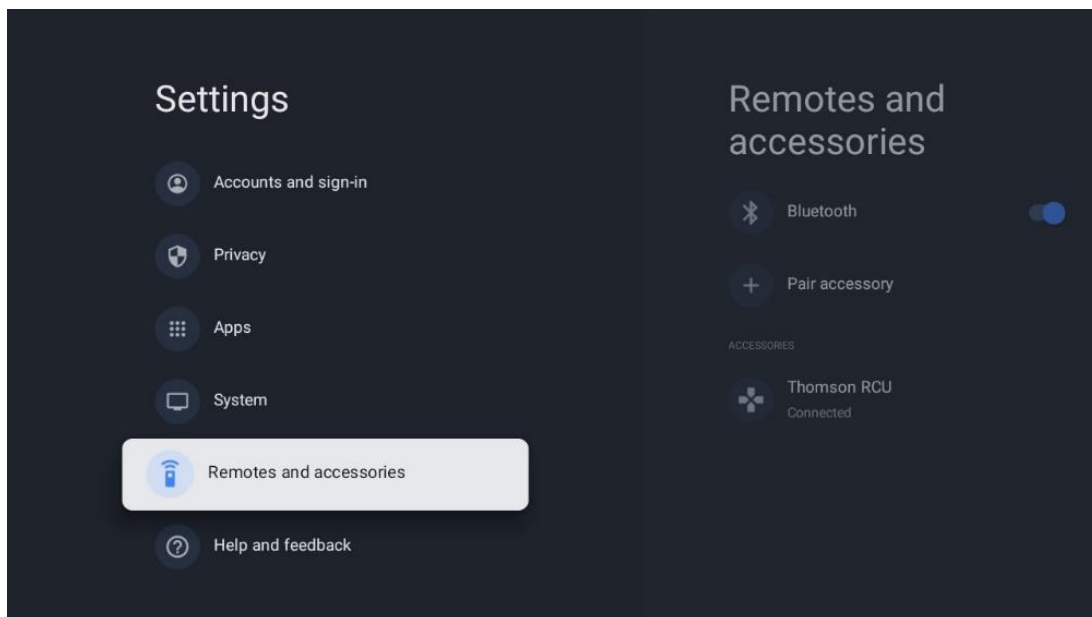 Settings
Accounts and sign-in
Privacy
Apps
System
Remotes and accessories
Help and feedback
Remotes and
accessories
Bluetooth
Pair accessory
ACCESSORIES
Thomson RCU
Connected